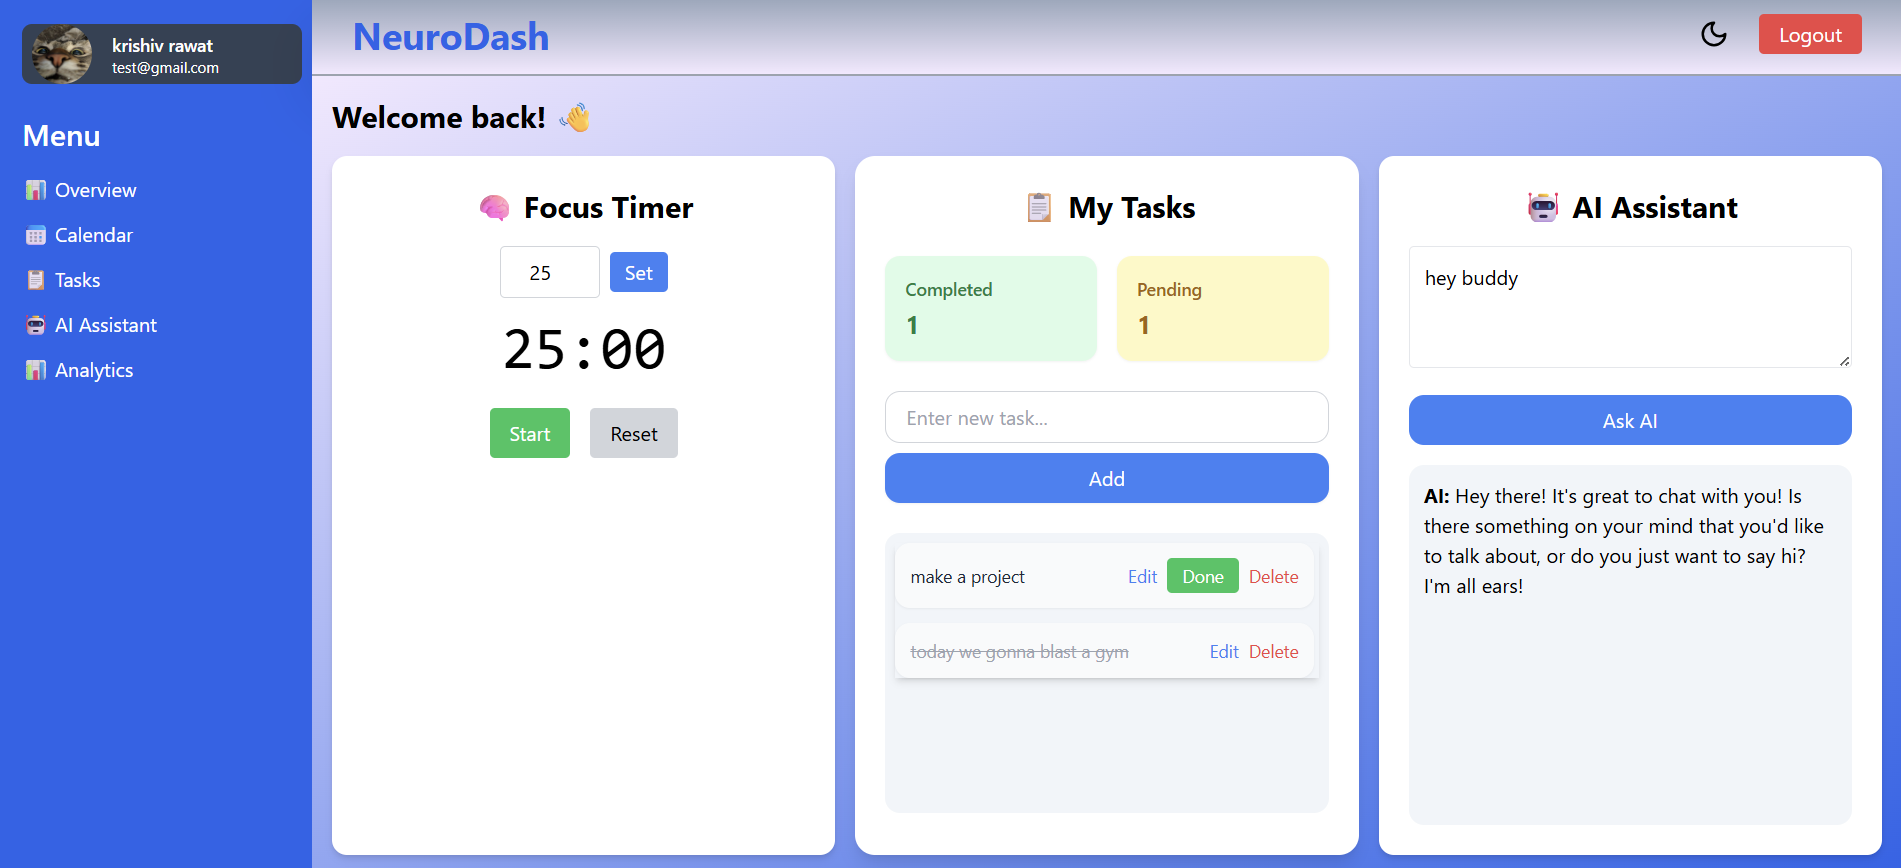 krishiv rawat
test@gmail.com
Menu
Overview
Calendar
Tasks
AI Assistant
Analytics
NeuroDash
Logout
Welcome back!
Focus Timer
25
Set
25:00
Start
Reset
My Tasks
Completed
1
Pending
1
Enter new task...
Add
make a project
Edit
Done
Delete
today we gonna blast a gym
Edit
Delete
AI Assistant
hey buddy
Ask AI
AI: Hey there! It's great to chat with you! Is
there something on your mind that you'd like
to talk about, or do you just want to say hi?
I'm all ears!